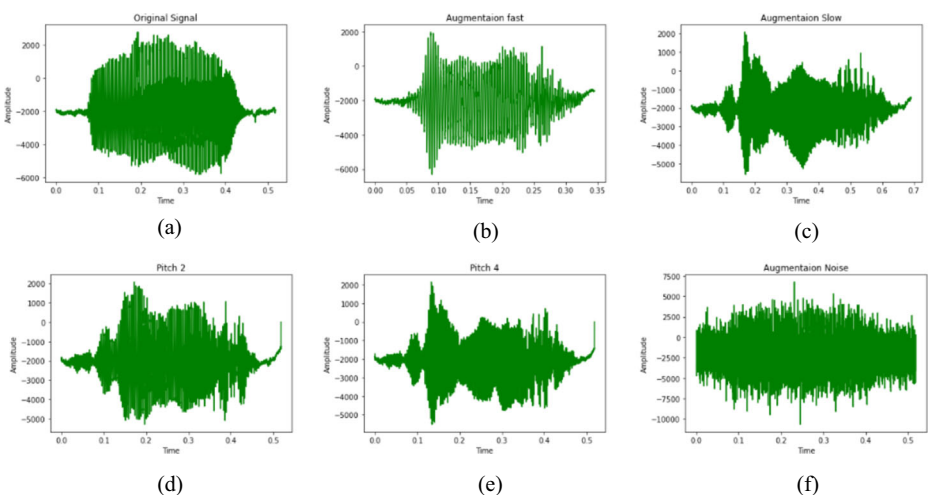 Original Signal
Augmentaion fast
Augmentaion Slow
Amplitude
2000
0
−2000
−4000
−6000
0.0 0.1 0.2 0.3 0.4 0.5
Time
Amplitude
2000
0
−2000
−4000
−6000
0.00 0.05 0.10 0.15 0.20 0.25 0.30 0.35
Time
Amplitude
2000
1000
0
−1000
−2000
−3000
−4000
−5000
0.0 0.1 0.2 0.3 0.4 0.5 0.6 0.7
Time
(a)
(b)
(c)
Pitch 2
Pitch 4
Augmentaion Noise
Amplitude
2000
1000
0
−1000
−2000
−3000
−4000
−5000
0.0 0.1 0.2 0.3 0.4 0.5
Time
Amplitude
2000
1000
0
−1000
−2000
−3000
−4000
−5000
0.0 0.1 0.2 0.3 0.4 0.5
Time
Amplitude
7500
5000
2500
0
−2500
−5000
−7500
−10000
0.0 0.1 0.2 0.3 0.4 0.5
Time
(d)
(e)
(f)